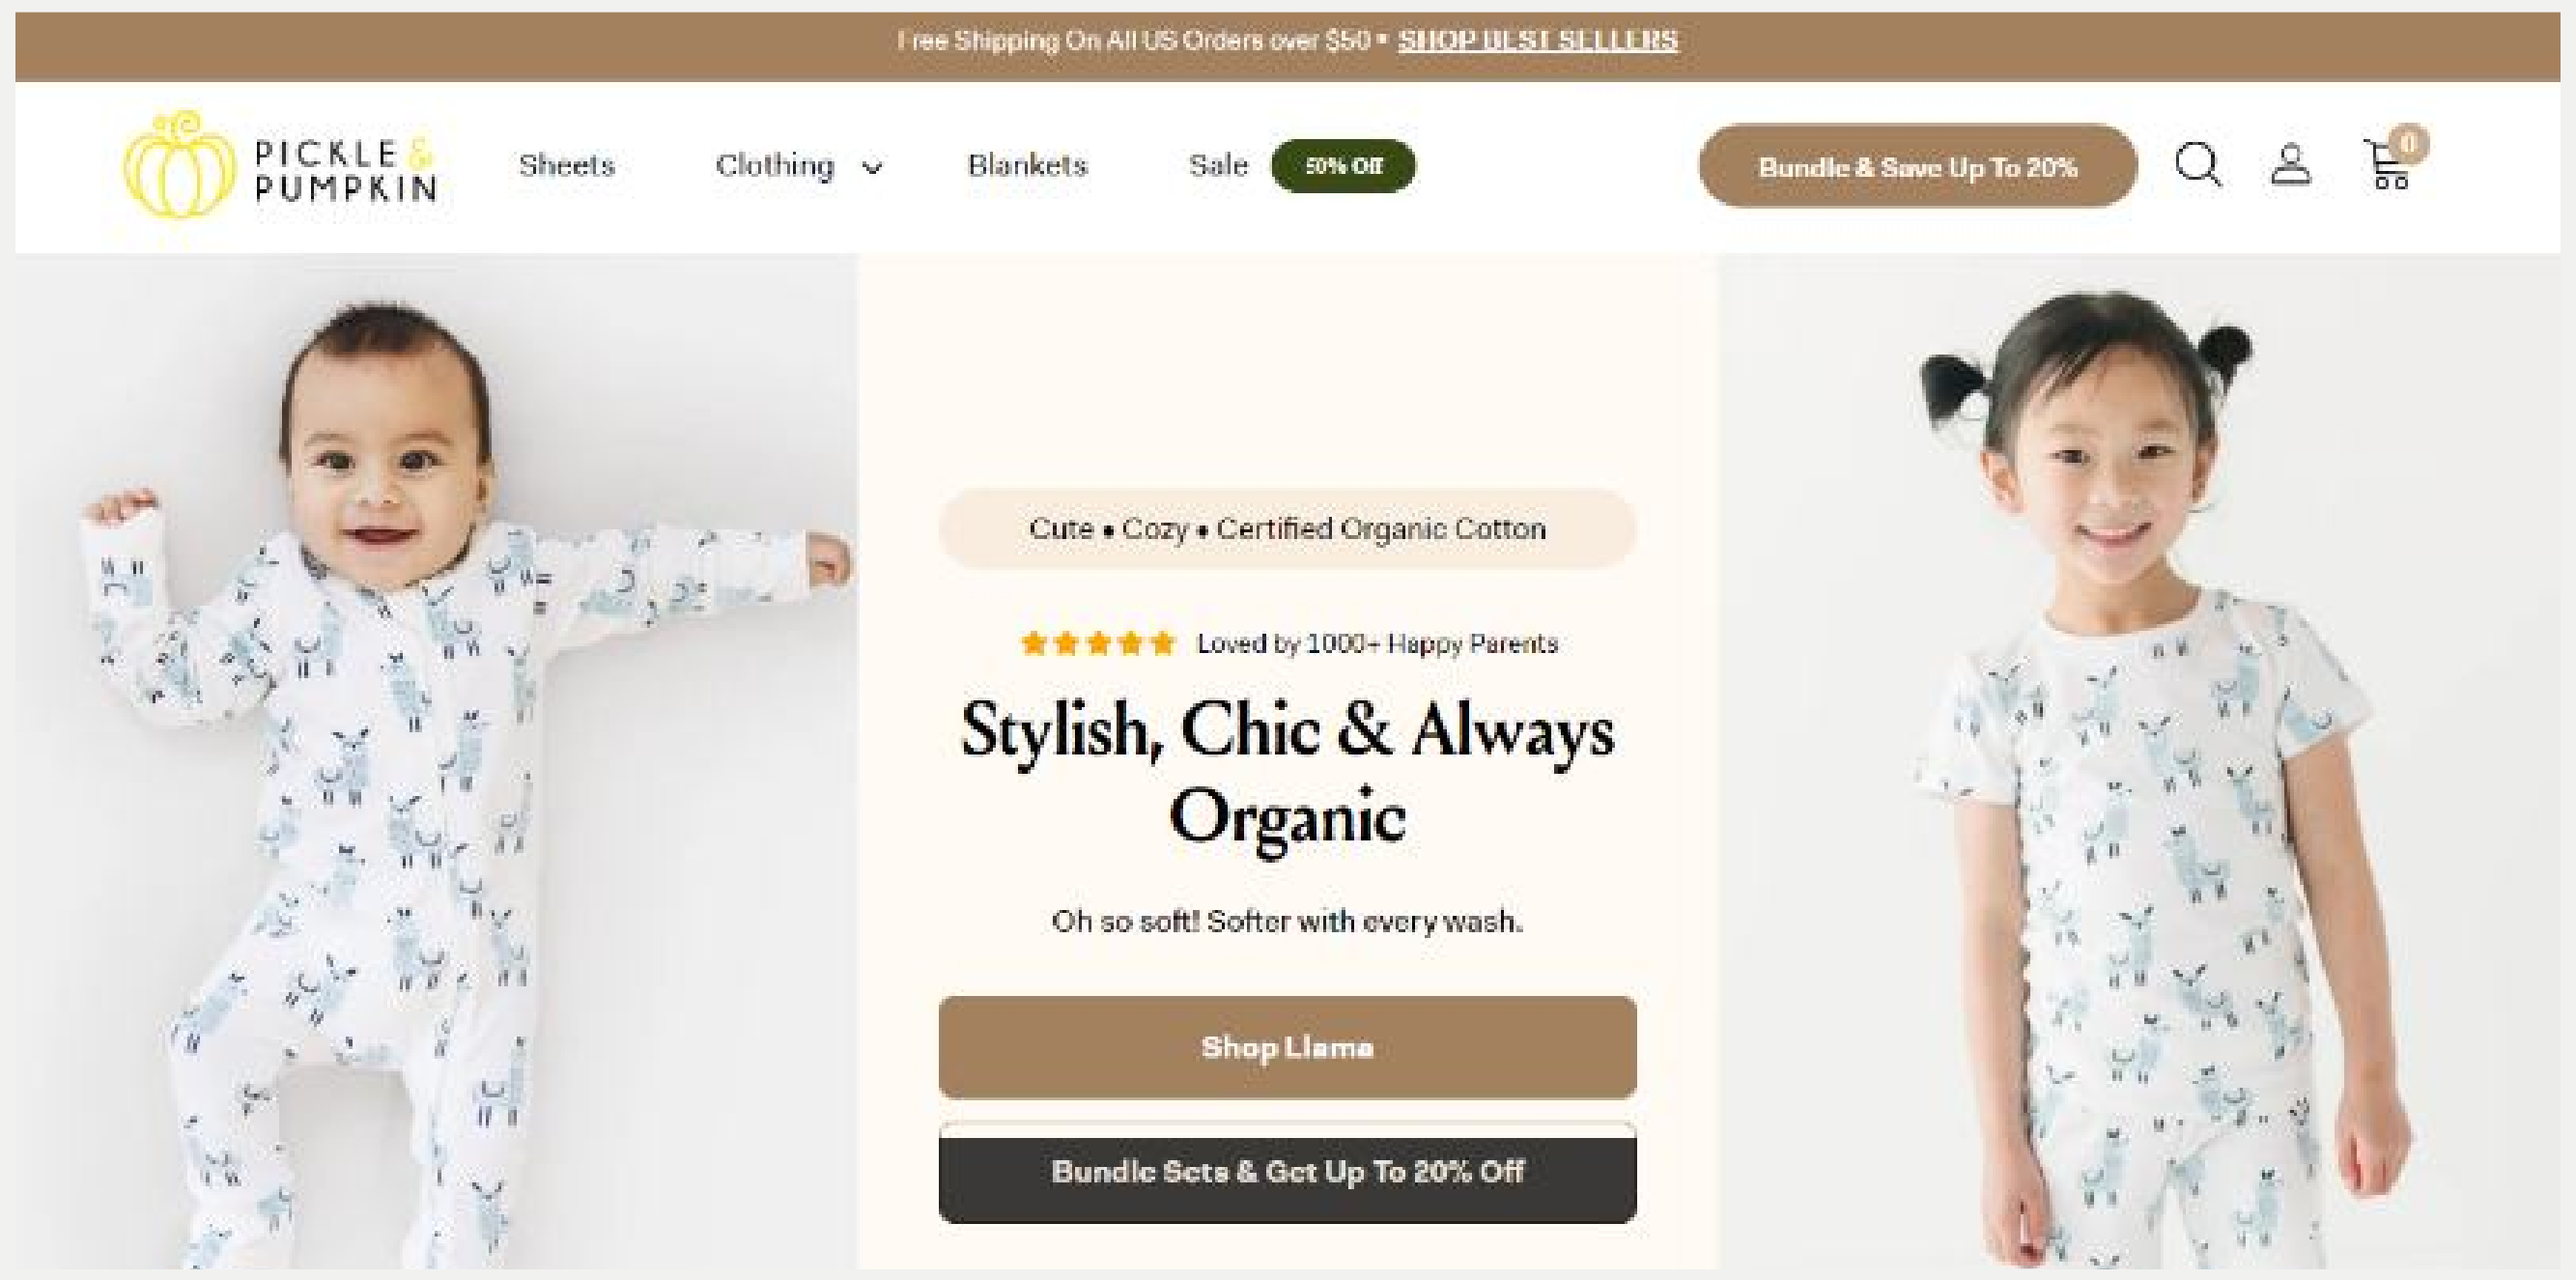 Free Shipping On All US Orders over $50 • SHOP BEST SELLERS
PICKLE &
PUMPKIN
Sheets
Clothing
Blankets
Sale
50% Off
Bundle & Save Up To 20%
0
Cute • Cozy • Certified Organic Cotton
Loved by 1000+ Happy Parents
Stylish, Chic & Always
Organic
Oh so soft! Softer with every wash.
Shop Llama
Bundle Sets & Get Up To 20% Off